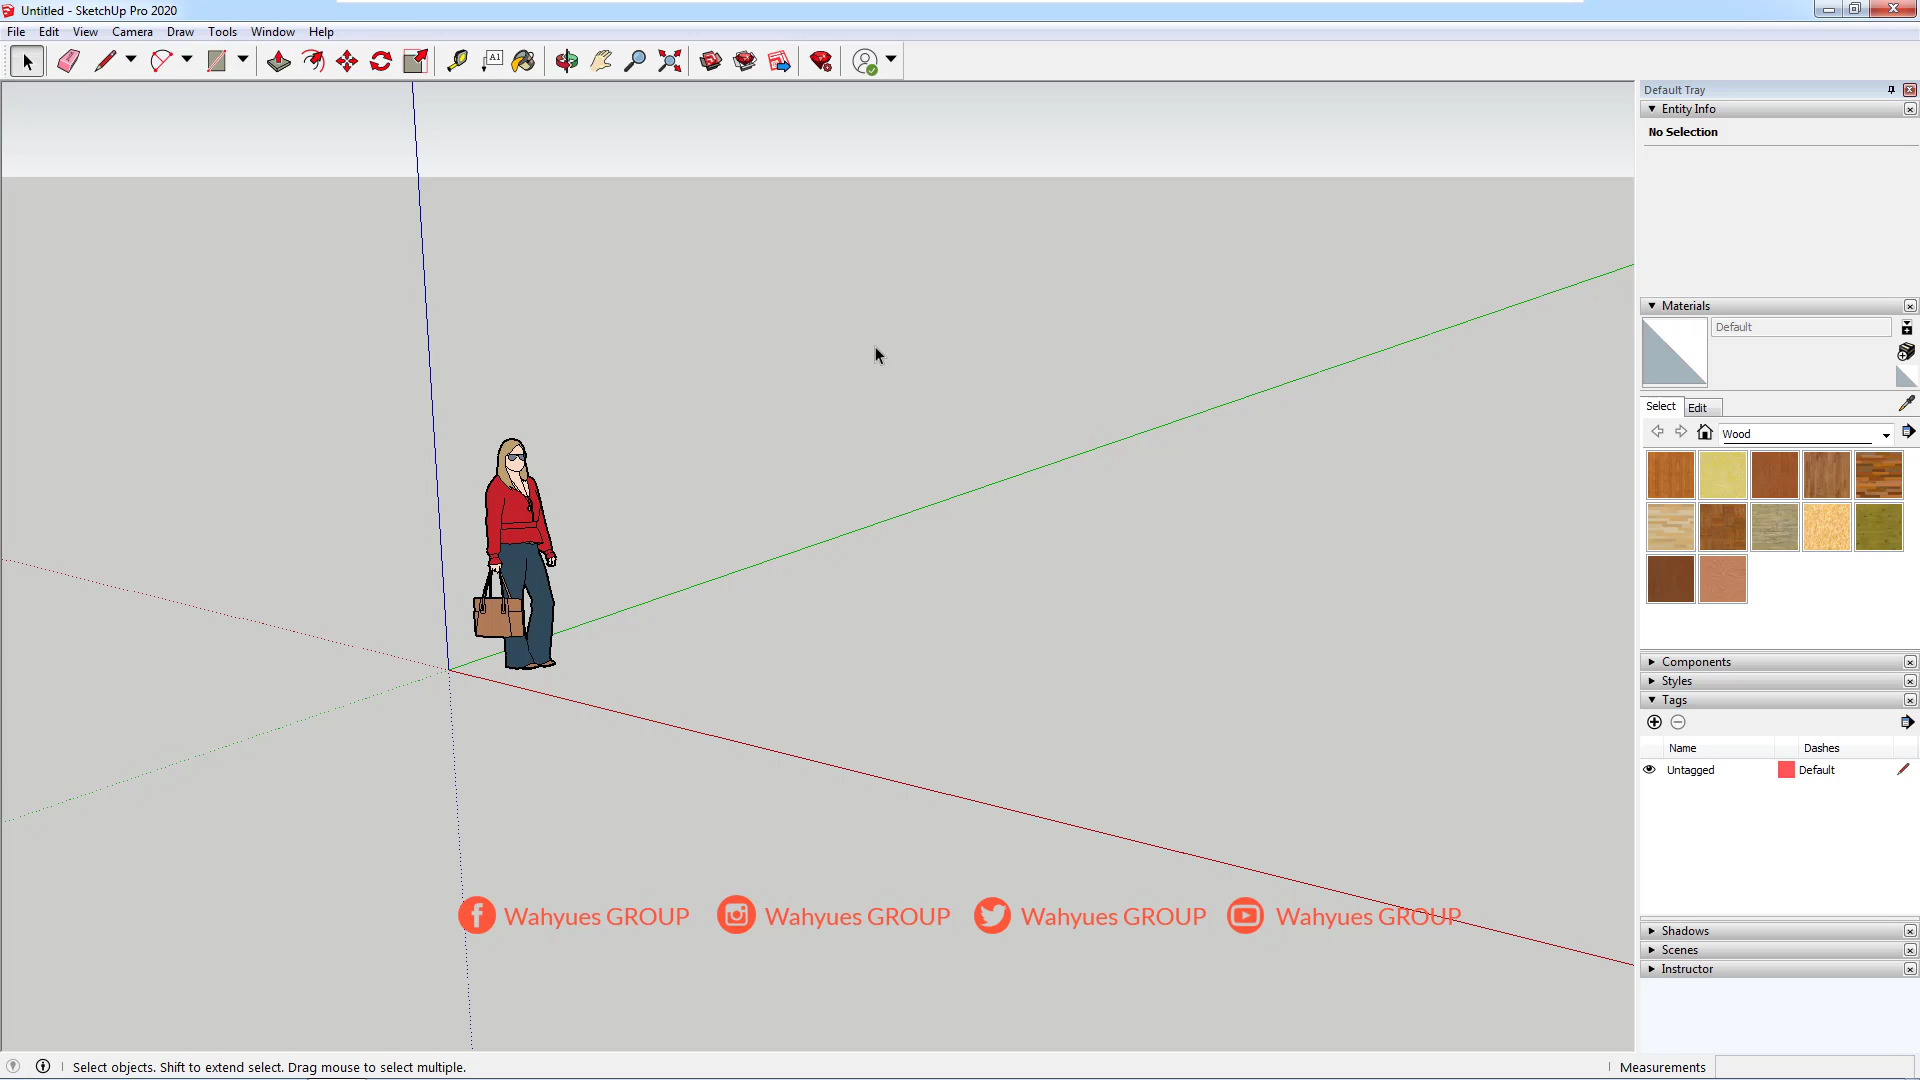 Untitled - SketchUp Pro 2020
File Edit View Camera Draw Tools Window Help
A1
Default Tray
Entity Info
No Selection
Materials
Default
Select Edit
Wood
Components
Styles
Tags
Name Dashes
Untagged Default
Wahyues GROUP Wahyues GROUP Wahyues GROUP Wahyues GROUP
Shadows
Scenes
Instructor
Select objects. Shift to extend select. Drag mouse to select multiple. Measurements